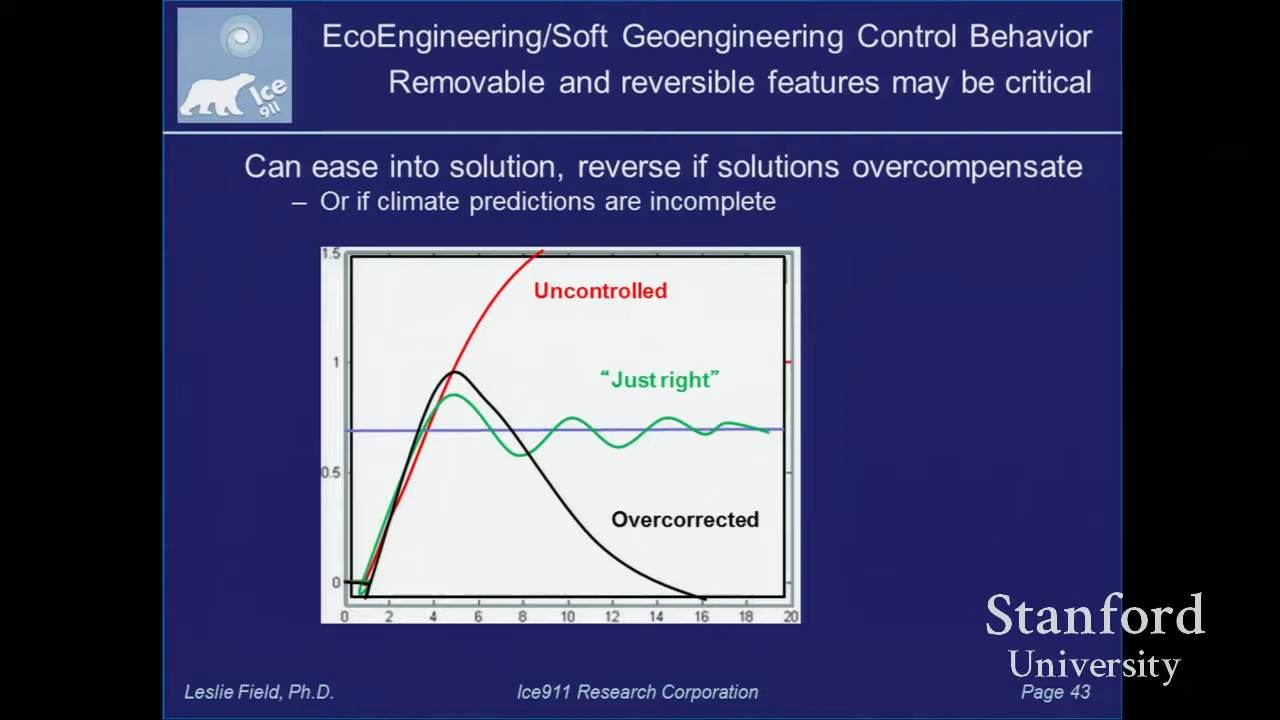 EcoEngineering/Soft Geoengineering Control Behavior
Removable and reversible features may be critical
Ice
911
Can ease into solution, reverse if solutions overcompensate
– Or if climate predictions are incomplete
1.5
Uncontrolled
1
“Just right”
0.5
Overcorrected
0
0 2 4 6 8 10 12 14 16 18 20
Stanford
University
Leslie Field, Ph.D. Ice911 Research Corporation Page 43